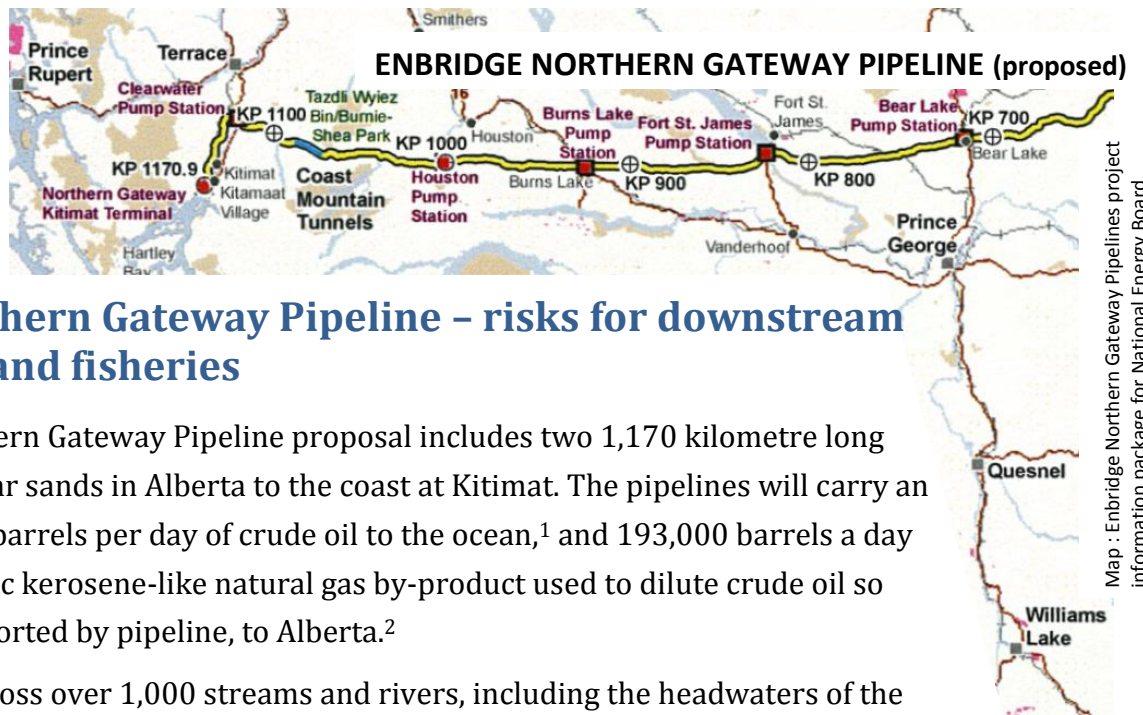 Smithers
Prince
Rupert
Terrace
ENBRIDGE NORTHERN GATEWAY PIPELINE (proposed)
Clearwater
Pump Station
KP 1100
Tazdli Wyiez
Bin/Burnie-
Shea Park
KP 1000
16
Houston
Burns Lake
Pump
Station
Fort St. James
Pump Station
Fort St.
James
Bear Lake
Pump Station
KP 700
Bear Lake
KP 1170.9
Kitimat
Kitamaat
Village
Northern Gateway
Kitimat Terminal
Coast
Mountain
Tunnels
Houston
Pump
Station
Burns Lake
KP 900
KP 800
Hartley
Bay
Vanderhoof
Prince
George
hern Gateway Pipeline – risks for downstream
and fisheries
ern Gateway Pipeline proposal includes two 1,170 kilometre long
ar sands in Alberta to the coast at Kitimat. The pipelines will carry an
barrels per day of crude oil to the ocean,¹ and 193,000 barrels a day
c kerosene-like natural gas by-product used to dilute crude oil so
orted by pipeline, to Alberta.²
oss over 1,000 streams and rivers, including the headwaters of the
Quesnel
Williams
Lake
Map : Enbridge Northern Gateway Pipelines project
information package for National Energy Board